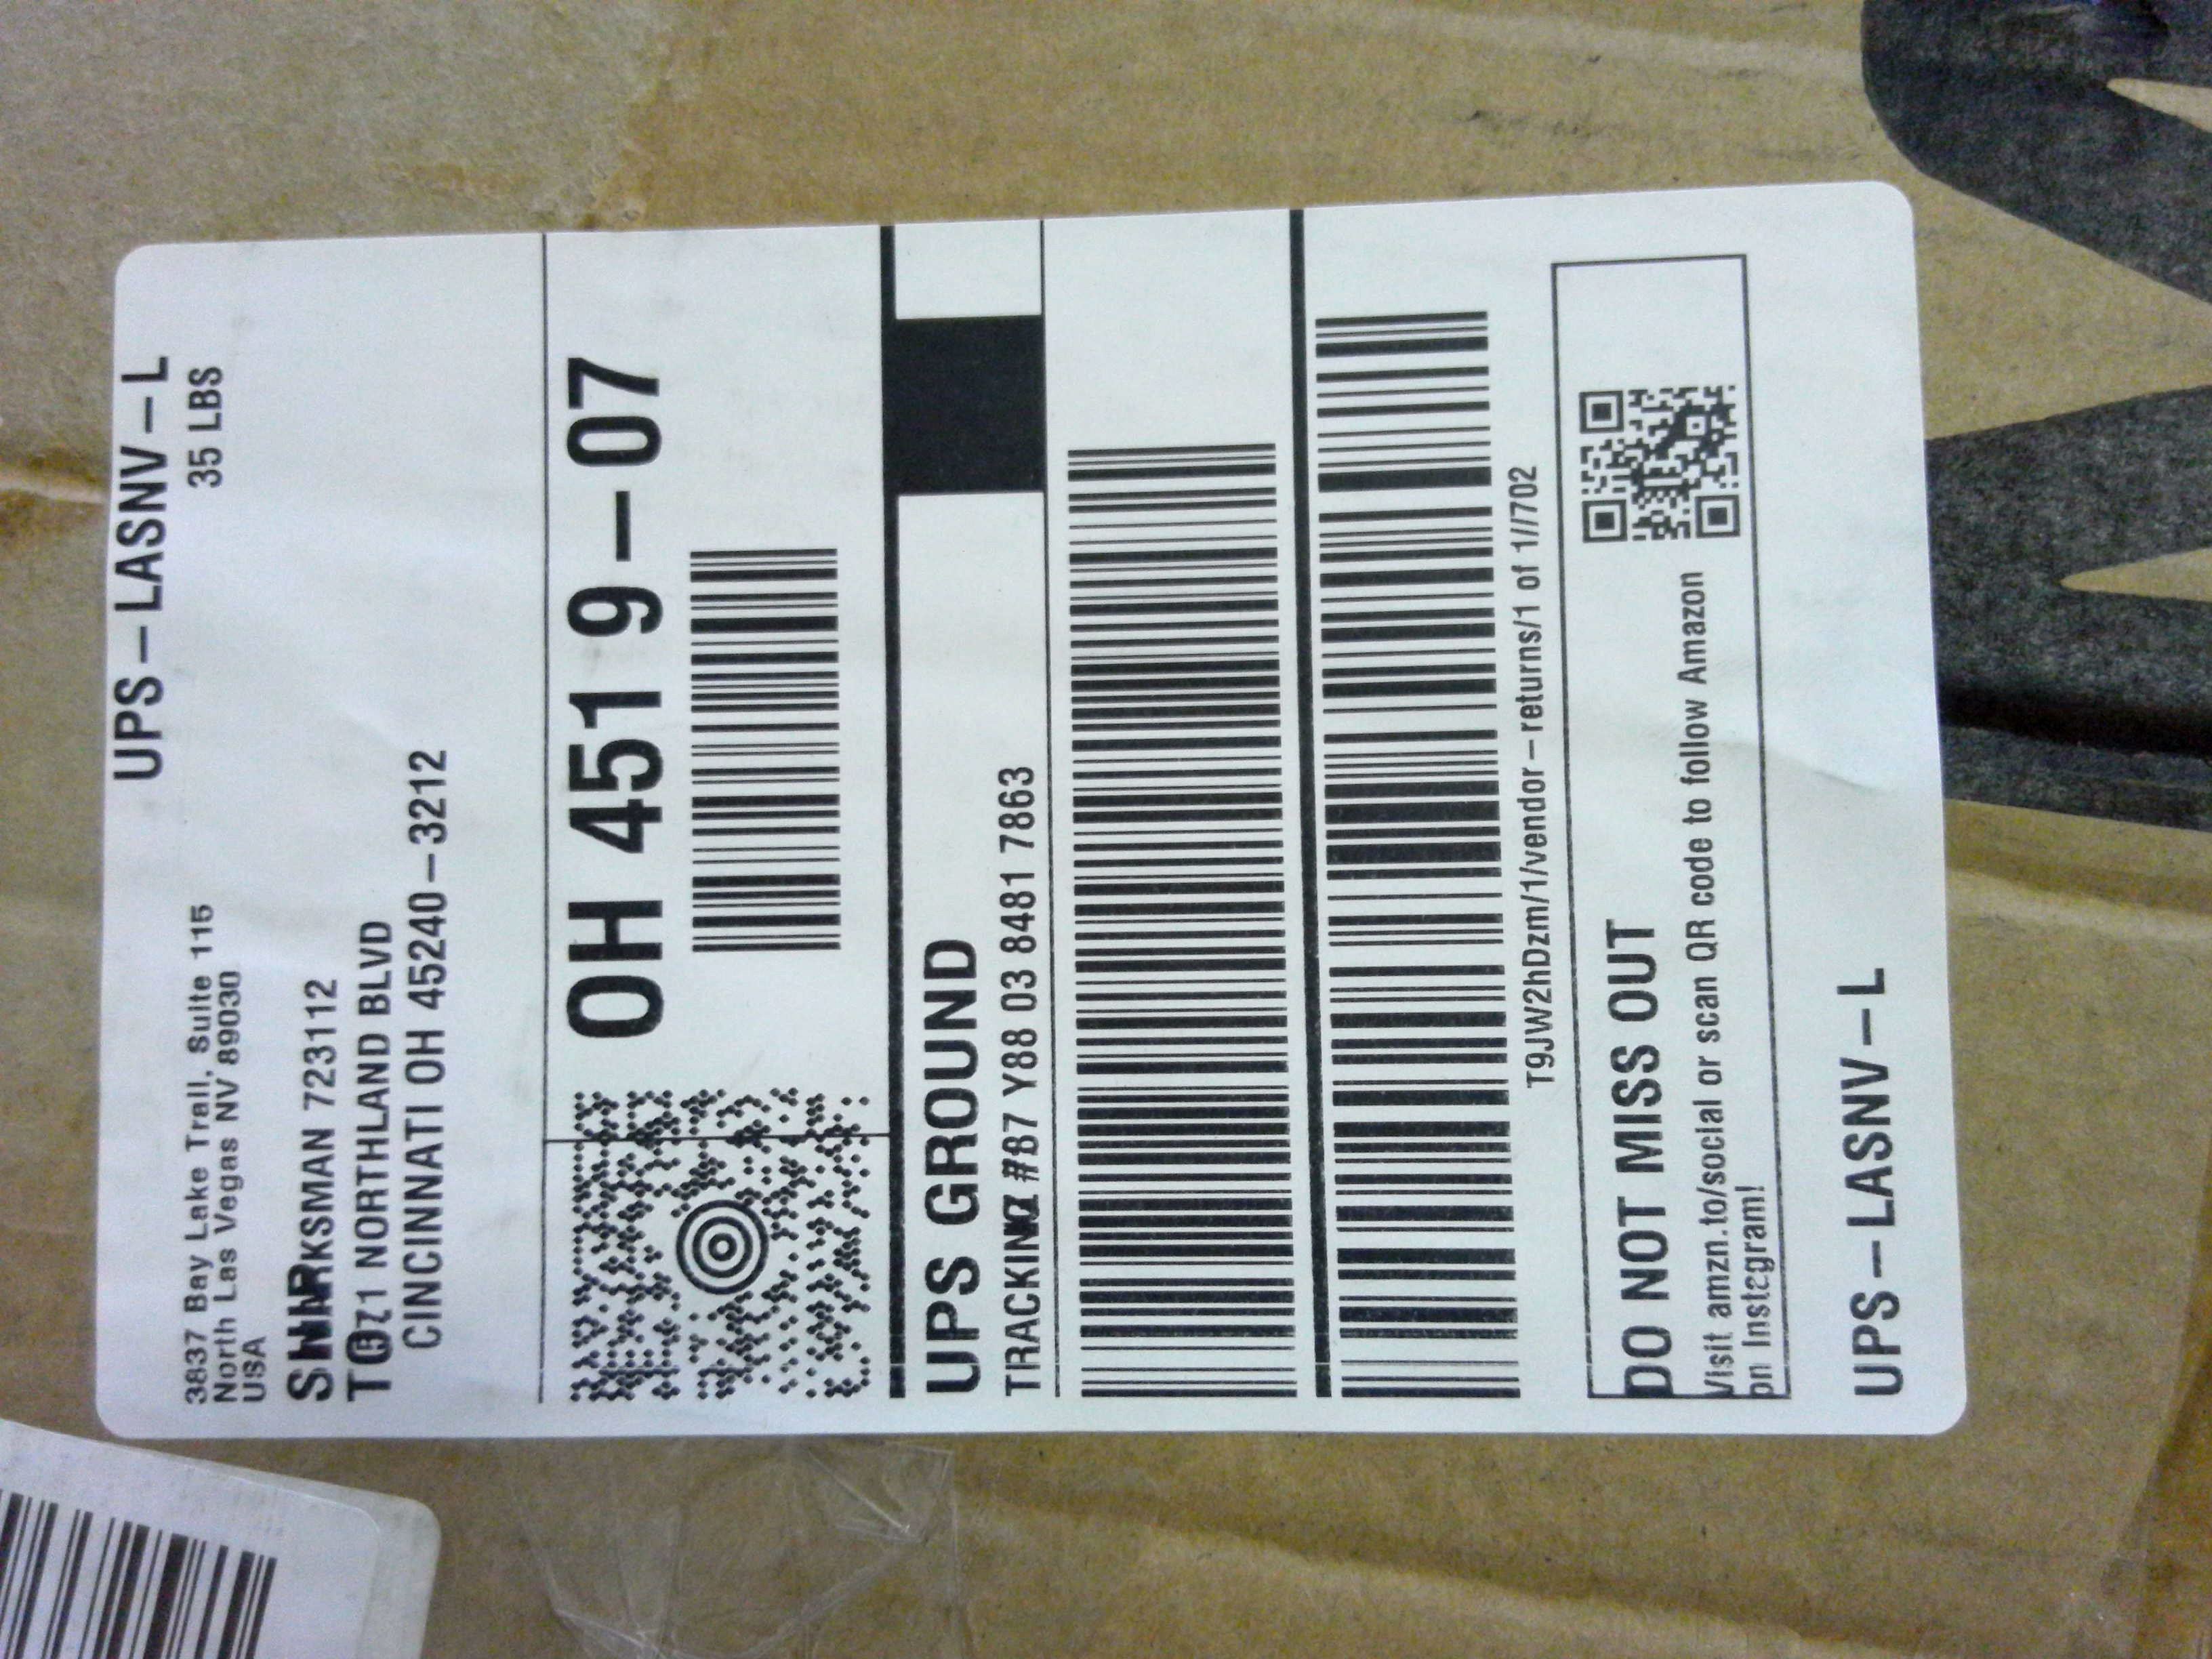 UPS-LASNV-L
35 LBS
3837 Bay Lake Trail, Suite 115
North Las Vegas NV 89030
USA
723112
NORTHLAND BLVD
CINCINNATI OH 45240-3212
OH 451 9-07
UPS GROUND
Y88 03 8481 7863
T9JW2hDzm/1/vendor-returns/1 of 1//702
DO NOT MISS OUT
Visit amzn.to/social or scan QR code to follow Amazon
on Instagram!
UPS-LASNV-L